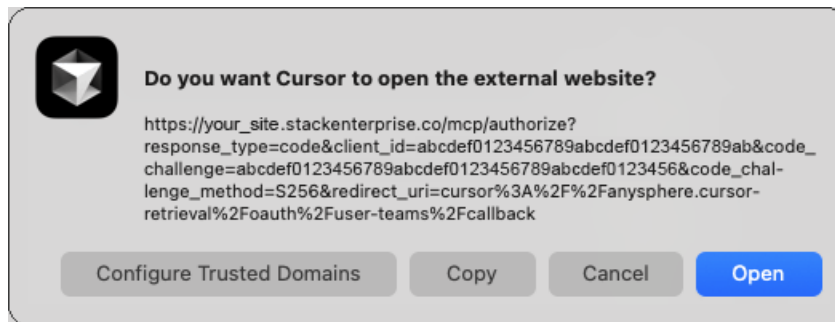 Do you want Cursor to open the external website?
https://your_site.stackenterprise.co/mcp/authorize?
response_type=code&client_id=abcdef0123456789abcdef0123456789ab&code_
challenge=abcdef0123456789abcdef0123456789abcdef0123456&code_chal-
lenge_method=S256&redirect_uri=cursor%3A%2F%2Fanysphere.cursor-
retrieval%2Foauth%2Fuser-teams%2Fcallback
Configure Trusted Domains
Copy
Cancel
Open